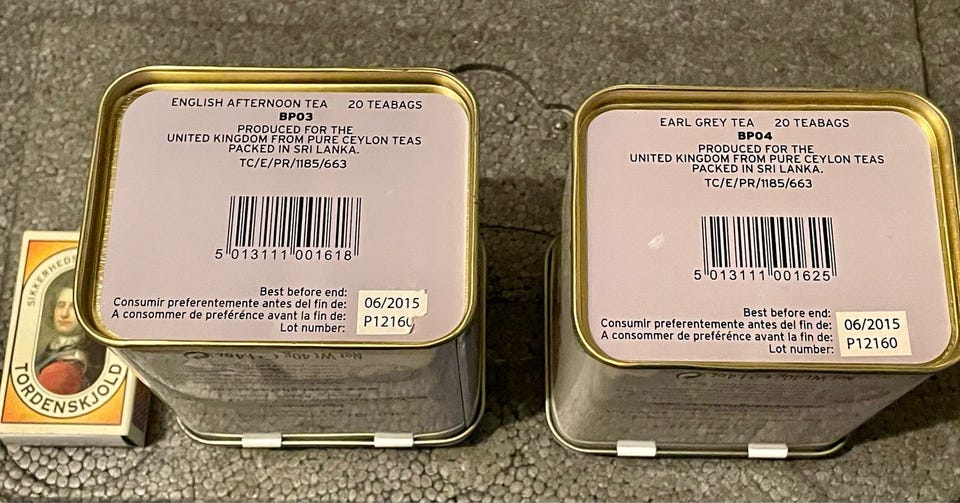 ENGLISH AFTERNOON TEA 20 TEABAGS
BP03
PRODUCED FOR THE
UNITED KINGDOM FROM PURE CEYLON TEAS
PACKED IN SRI LANKA.
TC/E/PR/1185/663
5 013111 001618
Best before end:
Consumir preferentemente antes del fin de: 06/2015
A consommer de preférénce avant la fin de:
Lot number: P12160
EARL GREY TEA 20 TEABAGS
BP04
PRODUCED FOR THE
UNITED KINGDOM FROM PURE CEYLON TEAS
PACKED IN SRI LANKA.
TC/E/PR/1185/663
5 013111 001625
Best before end:
Consumir preferentemente antes del fin de: 06/2015
A consommer de preférénce avant la fin de:
Lot number: P12160
SIKKERHEDS
TORDENSKJOLD
Net Wt 40g